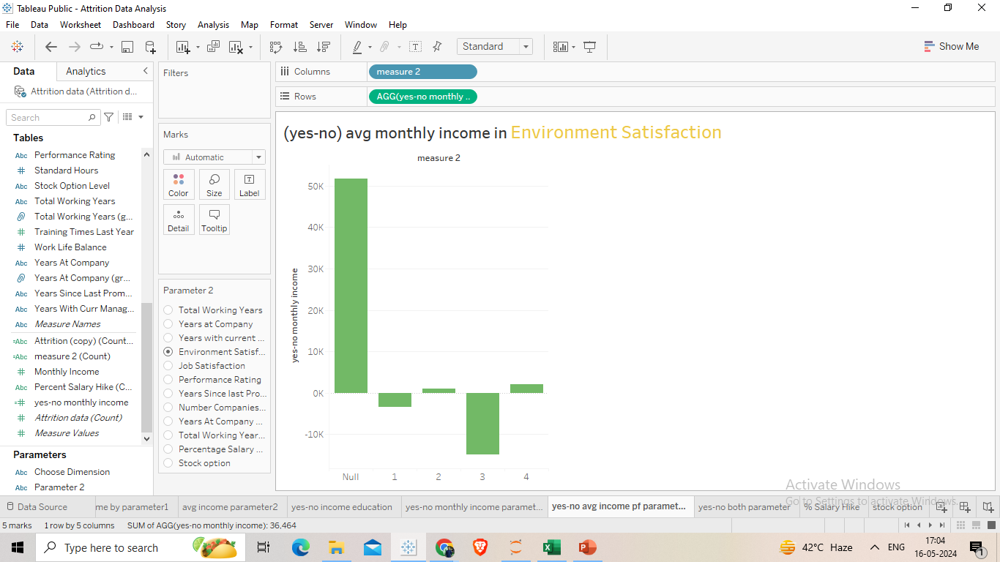 Tableau Public - Attrition Data Analysis
File Data Worksheet Dashboard Story Analysis Map Format Server Window Help
Standard
Show Me
Data Analytics
Attrition data (Attrition d...
Search
Tables
Abc Performance Rating
Standard Hours
Abc Stock Option Level
Abc Total Working Years
Total Working Years (g...
Training Times Last Year
Work Life Balance
Abc Years At Company
Years At Company (gr...
Abc Years Since Last Prom...
Abc Years With Curr Manag...
Abc Measure Names
=Abc Attrition (copy) (Count...
=Abc measure 2 (Count)
# Monthly Income
Abc Percent Salary Hike (C...
=# yes-no monthly income
# Attrition data (Count)
# Measure Values
Parameters
Abc Choose Dimension
Abc Parameter 2
Filters
Marks
Automatic
Color Size Label
Detail Tooltip
Parameter 2
Total Working Years
Years at Company
Years with current ...
Environment Satisf...
Job Satisfaction
Performance Rating
Years Since last Pro...
Number Companies...
Years At Company ...
Total Working Year...
Percentage Salary ...
Stock option
Columns measure 2
Rows AGG(yes-no monthly ..
(yes-no) avg monthly income in Environment Satisfaction
measure 2
yes-no monthly income
50K
40K
30K
20K
10K
0K
-10K
Null 1 2 3 4
Activate Windows
Go to Settings to activate Windows.
Data Source me by parameter1 avg income parameter2 yes-no income education yes-no monthly income paramet... yes-no avg income pf paramet... yes-no both parameter % Salary Hike stock option
5 marks 1 row by 5 columns SUM of AGG(yes-no monthly income): 36.464
Type here to search
42°C Haze ENG
17:04
16-05-2024
1